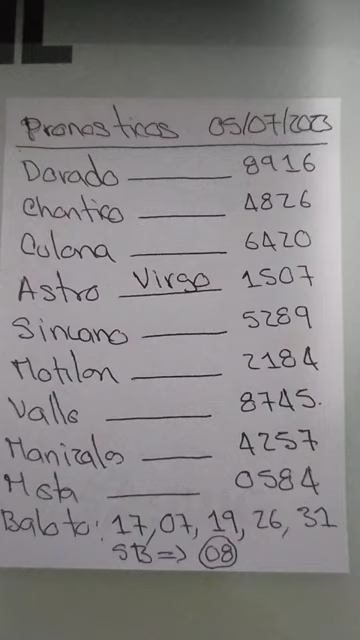 Pronosticos 05/07/2023
Dorado 8916
Chontico 4826
Culona 6420
Astro Virgo 1507
Sinuano 5289
Motilon 2184
Valle 8745.
Manizales 4257
Meta 0584
Baloto: 17, 07, 19, 26, 31
SB => 08